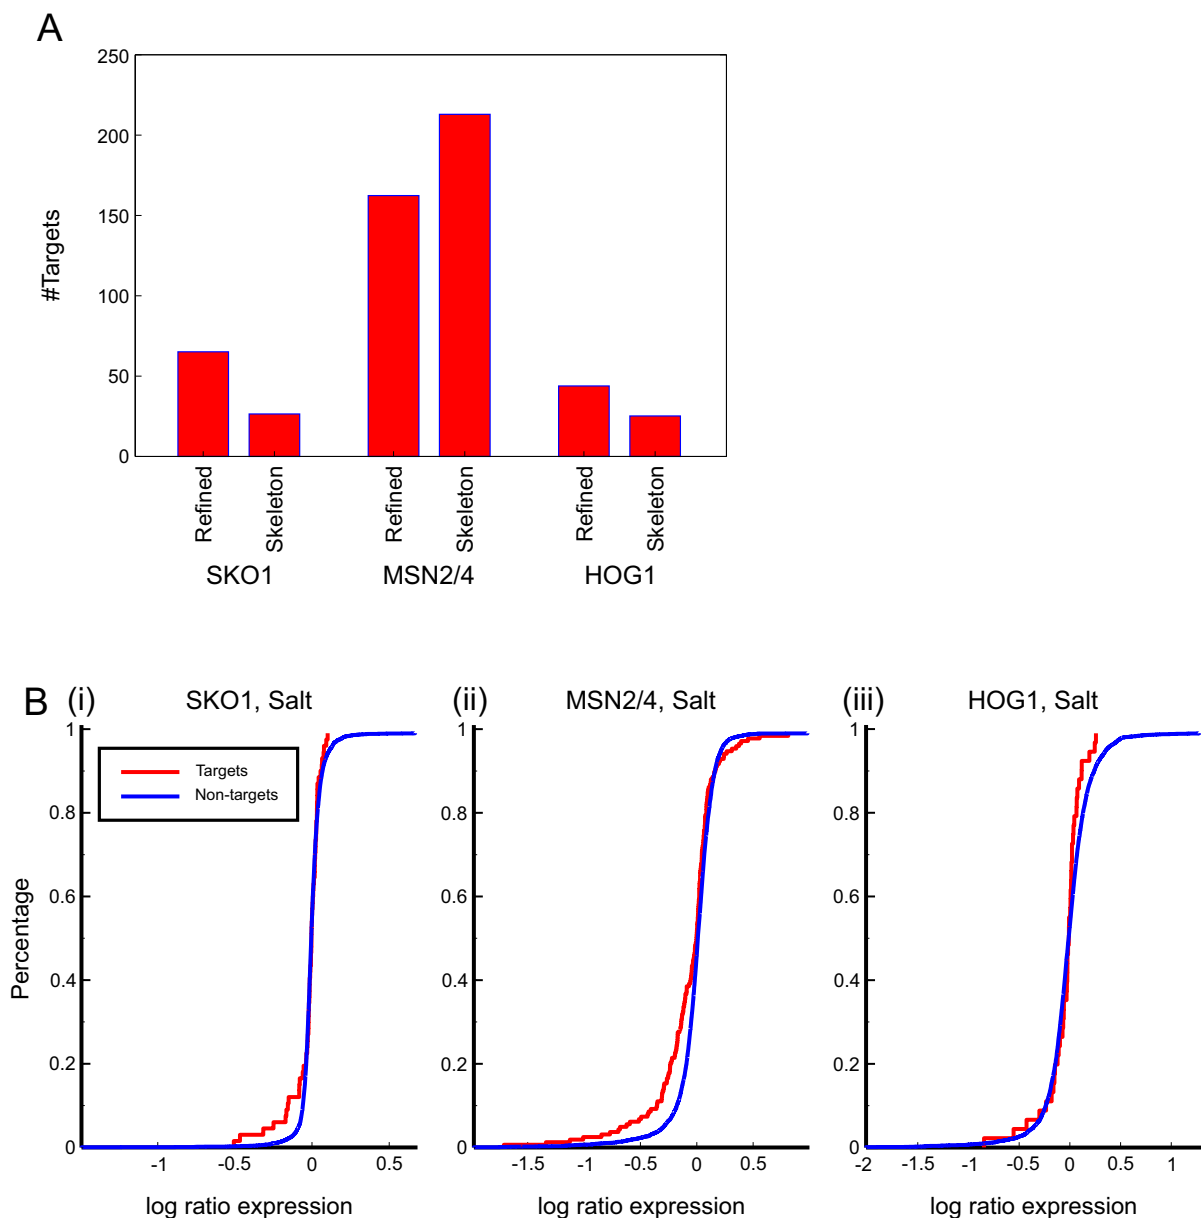 A
250
200
150
100
50
0
#Targets
Refined
Skeleton
Refined
Skeleton
Refined
Skeleton
SKO1
MSN2/4
HOG1
B (i) SKO1, Salt
(ii) MSN2/4, Salt
(iii) HOG1, Salt
Targets
Non-targets
Percentage
1
0.8
0.6
0.4
0.2
0
-1 -0.5 0 0.5
log ratio expression
1
0.8
0.6
0.4
0.2
0
-1.5 -1 -0.5 0 0.5
log ratio expression
1
0.8
0.6
0.4
0.2
0
-2 -1.5 -1 -0.5 0 0.5 1
log ratio expression